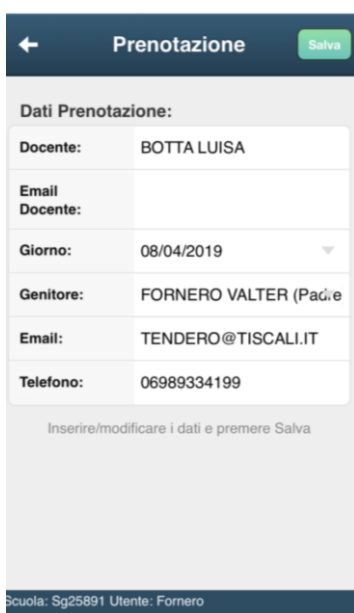 Prenotazione Salva
Dati Prenotazione:
Docente: BOTTA LUISA
Email
Docente:
Giorno: 08/04/2019
Genitore: FORNERO VALTER (Padre
Email: TENDERO@TISCALI.IT
Telefono: 06989334199
Inserire/modificare i dati e premere Salva
Scuola: Sg25891 Utente: Fornero